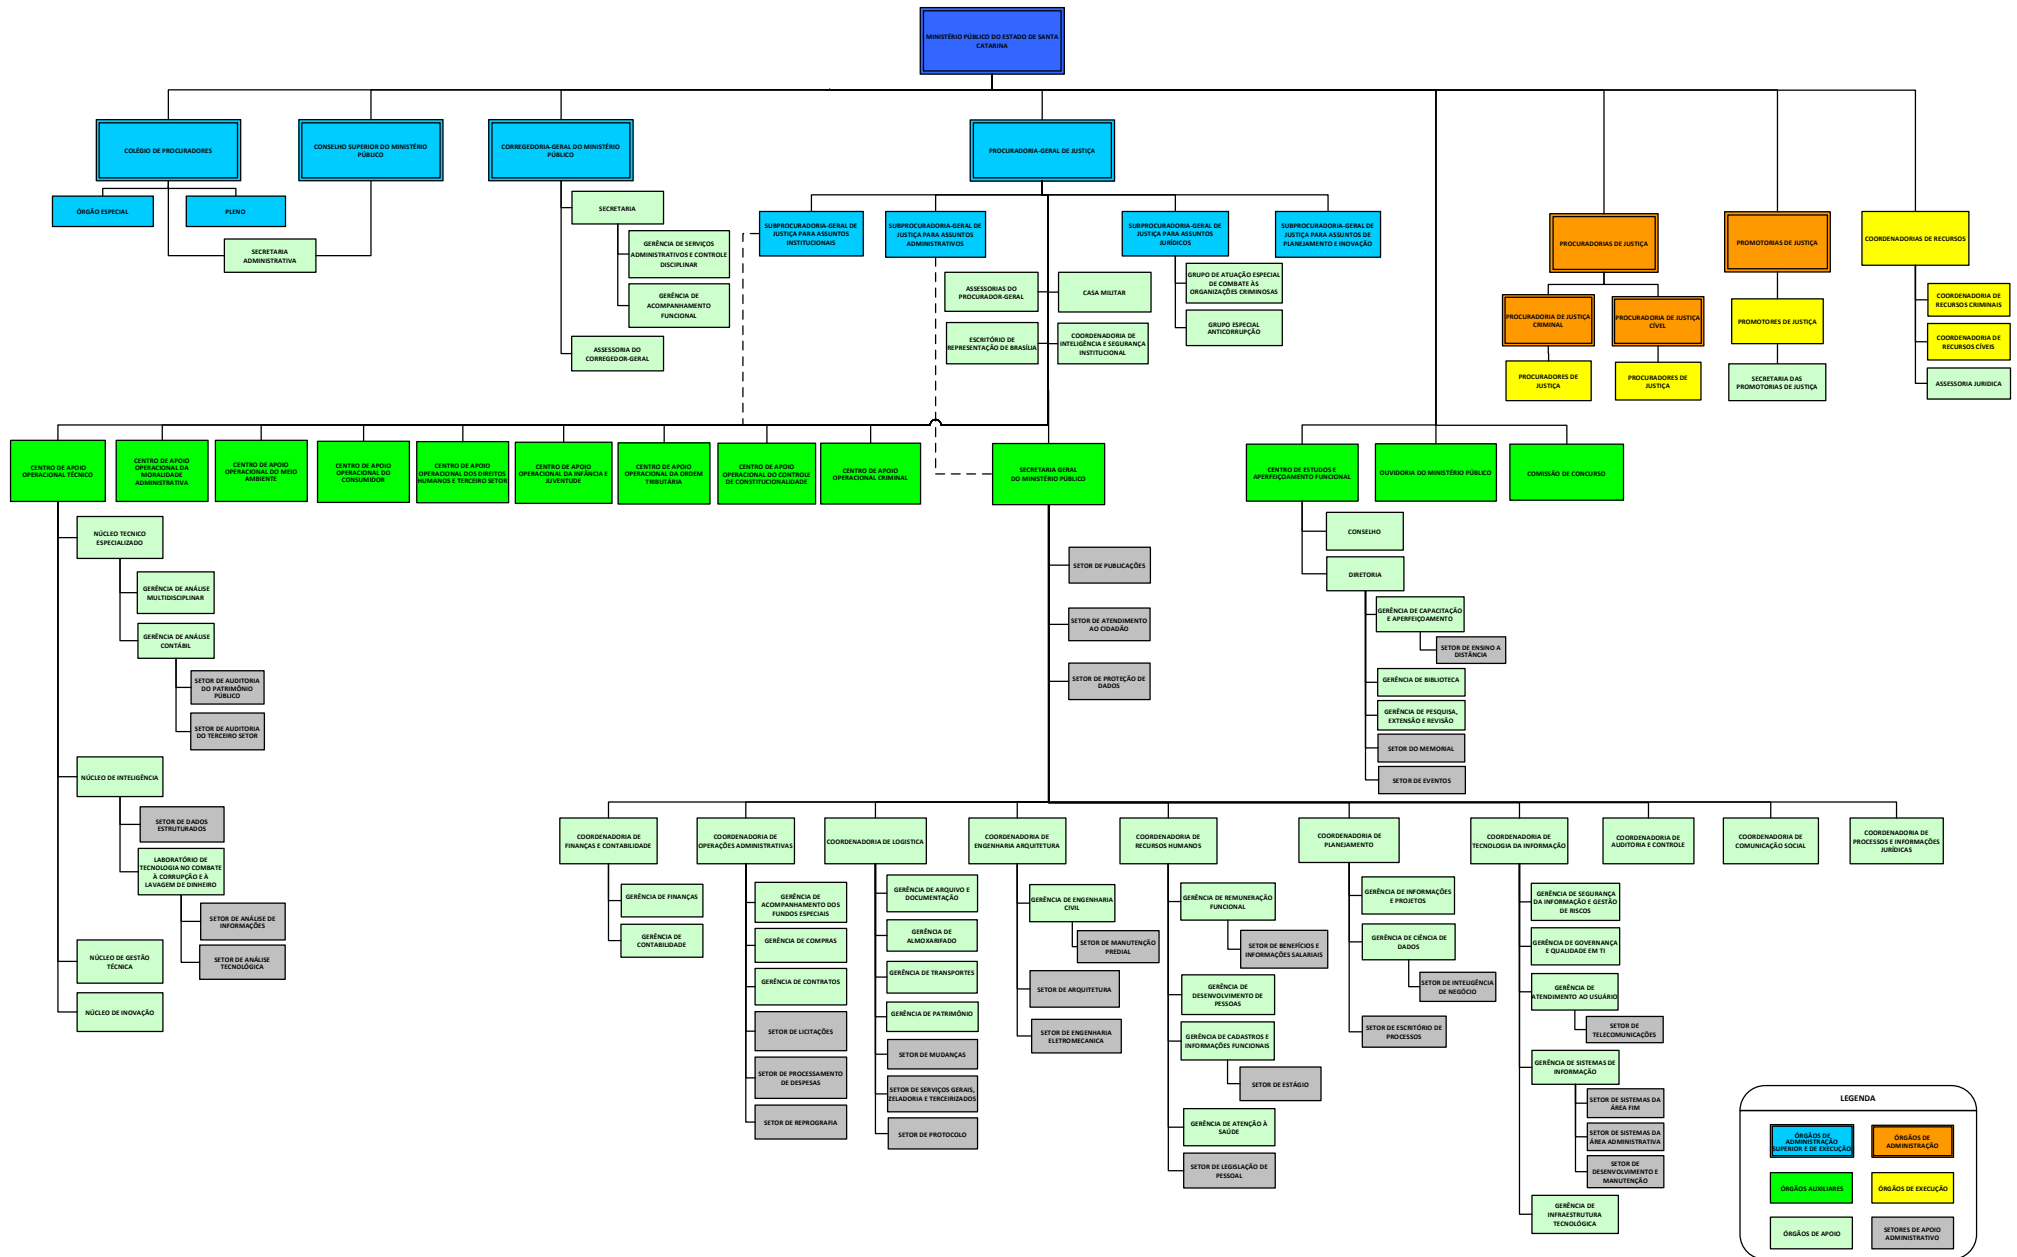 MINISTÉRIO PÚBLICO DO ESTADO DE SANTA
CATARINA
COLÉGIO DE PROCURADORES
CONSELHO SUPERIOR DO MINISTÉRIO
PÚBLICO
CORREGEDORIA-GERAL DO MINISTÉRIO
PÚBLICO
PROCURADORIA-GERAL DE JUSTIÇA
ÓRGÃO ESPECIAL
PLENO
SECRETARIA
ADMINISTRATIVA
SECRETARIA
GERÊNCIA DE SERVIÇOS
ADMINISTRATIVOS E CONTROLE
DISCIPLINAR
GERÊNCIA DE
ACOMPANHAMENTO
FUNCIONAL
ASSESSORIA DO
CORREGEDOR-GERAL
SUBPROCURADORIA-GERAL DE
JUSTIÇA PARA ASSUNTOS
INSTITUCIONAIS
SUBPROCURADORIA-GERAL DE
JUSTIÇA PARA ASSUNTOS
ADMINISTRATIVOS
SUBPROCURADORIA-GERAL DE
JUSTIÇA PARA ASSUNTOS
JURÍDICOS
SUBPROCURADORIA-GERAL DE
JUSTIÇA PARA ASSUNTOS DE
PLANEJAMENTO E INOVAÇÃO
ASSESSORIAS DO
PROCURADOR-GERAL
CASA MILITAR
ESCRITÓRIO DE
REPRESENTAÇÃO DE BRASÍLIA
COORDENADORIA DE
INTELIGÊNCIA E SEGURANÇA
INSTITUCIONAL
GRUPO DE ATUAÇÃO ESPECIAL
DE COMBATE ÀS
ORGANIZAÇÕES CRIMINOSAS
GRUPO ESPECIAL
ANTICORRUPÇÃO
PROCURADORIAS DE JUSTIÇA
PROMOTORIAS DE JUSTIÇA
COORDENADORIAS DE RECURSOS
PROCURADORIA DE JUSTIÇA
CRIMINAL
PROCURADORIA DE JUSTIÇA
CÍVEL
PROCURADORES DE
JUSTIÇA
PROCURADORES DE
JUSTIÇA
PROMOTORES DE JUSTIÇA
SECRETARIA DAS
PROMOTORIAS DE JUSTIÇA
COORDENADORIA DE
RECURSOS CRIMINAIS
COORDENADORIA DE
RECURSOS CÍVEIS
ASSESSORIA JURIDICA
CENTRO DE APOIO
OPERACIONAL TÉCNICO
CENTRO DE APOIO
OPERACIONAL DA
MORALIDADE
ADMINISTRATIVA
CENTRO DE APOIO
OPERACIONAL DO MEIO
AMBIENTE
CENTRO DE APOIO
OPERACIONAL DO
CONSUMIDOR
CENTRO DE APOIO
OPERACIONAL DOS DIREITOS
HUMANOS E TERCEIRO SETOR
CENTRO DE APOIO
OPERACIONAL DA INFÂNCIA E
JUVENTUDE
CENTRO DE APOIO
OPERACIONAL DA ORDEM
TRIBUTÁRIA
CENTRO DE APOIO
OPERACIONAL DO CONTROLE
DE CONSTITUCIONALIDADE
CENTRO DE APOIO
OPERACIONAL CRIMINAL
SECRETARIA GERAL
DO MINISTÉRIO PÚBLICO
CENTRO DE ESTUDOS E
APERFEIÇOAMENTO FUNCIONAL
OUVIDORIA DO MINISTÉRIO PÚBLICO
COMISSÃO DE CONCURSO
NÚCLEO TECNICO
ESPECIALIZADO
GERÊNCIA DE ANÁLISE
MULTIDISCIPLINAR
GERÊNCIA DE ANÁLISE
CONTÁBIL
SETOR DE AUDITORIA
DO PATRIMÔNIO
PÚBLICO
SETOR DE AUDITORIA
DO TERCEIRO SETOR
NÚCLEO DE INTELIGÊNCIA
SETOR DE DADOS
ESTRUTURADOS
LABORATÓRIO DE
TECNOLOGIA NO COMBATE
À CORRUPÇÃO E À
LAVAGEM DE DINHEIRO
SETOR DE ANÁLISE DE
INFORMAÇÕES
SETOR DE ANÁLISE
TECNOLÓGICA
NÚCLEO DE GESTÃO
TÉCNICA
NÚCLEO DE INOVAÇÃO
SETOR DE PUBLICAÇÕES
SETOR DE ATENDIMENTO
AO CIDADÃO
SETOR DE PROTEÇÃO DE
DADOS
CONSELHO
DIRETORIA
GERÊNCIA DE CAPACITAÇÃO
E APERFEIÇOAMENTO
SETOR DE ENSINO A
DISTÂNCIA
GERÊNCIA DE BIBLIOTECA
GERÊNCIA DE PESQUISA,
EXTENSÃO E REVISÃO
SETOR DO MEMORIAL
SETOR DE EVENTOS
COORDENADORIA DE
FINANÇAS E CONTABILIDADE
GERÊNCIA DE FINANÇAS
GERÊNCIA DE
CONTABILIDADE
COORDENADORIA DE
OPERAÇÕES ADMINISTRATIVAS
GERÊNCIA DE
ACOMPANHAMENTO DOS
FUNDOS ESPECIAIS
GERÊNCIA DE COMPRAS
GERÊNCIA DE CONTRATOS
SETOR DE LICITAÇÕES
SETOR DE PROCESSAMENTO
DE DESPESAS
SETOR DE REPROGRAFIA
COORDENADORIA DE LOGISTICA
GERÊNCIA DE ARQUIVO E
DOCUMENTAÇÃO
GERÊNCIA DE
ALMOXARIFADO
GERÊNCIA DE TRANSPORTES
GERÊNCIA DE PATRIMÔNIO
SETOR DE MUDANÇAS
SETOR DE SERVIÇOS GERAIS,
ZELADORIA E TERCEIRIZADOS
SETOR DE PROTOCOLO
COORDENADORIA DE
ENGENHARIA ARQUITETURA
GERÊNCIA DE ENGENHARIA
CIVIL
SETOR DE MANUTENÇÃO
PREDIAL
SETOR DE ARQUITETURA
SETOR DE ENGENHARIA
ELETROMECANICA
COORDENADORIA DE
RECURSOS HUMANOS
GERÊNCIA DE REMUNERAÇÃO
FUNCIONAL
SETOR DE BENEFÍCIOS E
INFORMAÇÕES SALARIAIS
GERÊNCIA DE
DESENVOLVIMENTO DE
PESSOAS
GERÊNCIA DE CADASTROS E
INFORMAÇÕES FUNCIONAIS
SETOR DE ESTÁGIO
GERÊNCIA DE ATENÇÃO À
SAÚDE
SETOR DE LEGISLAÇÃO DE
PESSOAL
COORDENADORIA DE
PLANEJAMENTO
GERÊNCIA DE INFORMAÇÕES
E PROJETOS
GERÊNCIA DE CIÊNCIA DE
DADOS
SETOR DE INTELIGÊNCIA
DE NEGÓCIO
SETOR DE ESCRITÓRIO DE
PROCESSOS
COORDENADORIA DE
TECNOLOGIA DA INFORMAÇÃO
GERÊNCIA DE SEGURANÇA
DA INFORMAÇÃO E GESTÃO
DE RISCOS
GERÊNCIA DE GOVERNANÇA
E QUALIDADE EM TI
GERÊNCIA DE
ATENDIMENTO AO USUÁRIO
SETOR DE
TELECOMUNICAÇÕES
GERÊNCIA DE SISTEMAS DE
INFORMAÇÃO
SETOR DE SISTEMAS DA
ÁREA FIM
SETOR DE SISTEMAS DA
ÁREA ADMINISTRATIVA
SETOR DE
DESENVOLVIMENTO E
MANUTENÇÃO
GERÊNCIA DE
INFRAESTRUTURA
TECNOLÓGICA
COORDENADORIA DE
AUDITORIA E CONTROLE
COORDENADORIA DE
COMUNICAÇÃO SOCIAL
COORDENADORIA DE
PROCESSOS E INFORMAÇÕES
JURÍDICAS
LEGENDA
ÓRGÃOS DE
ADMINISTRAÇÃO
SUPERIOR E DE EXECUÇÃO
ÓRGÃOS DE
ADMINISTRAÇÃO
ÓRGÃOS AUXILIARES
ÓRGÃOS DE EXECUÇÃO
ÓRGÃOS DE APOIO
SETORES DE APOIO
ADMINISTRATIVO